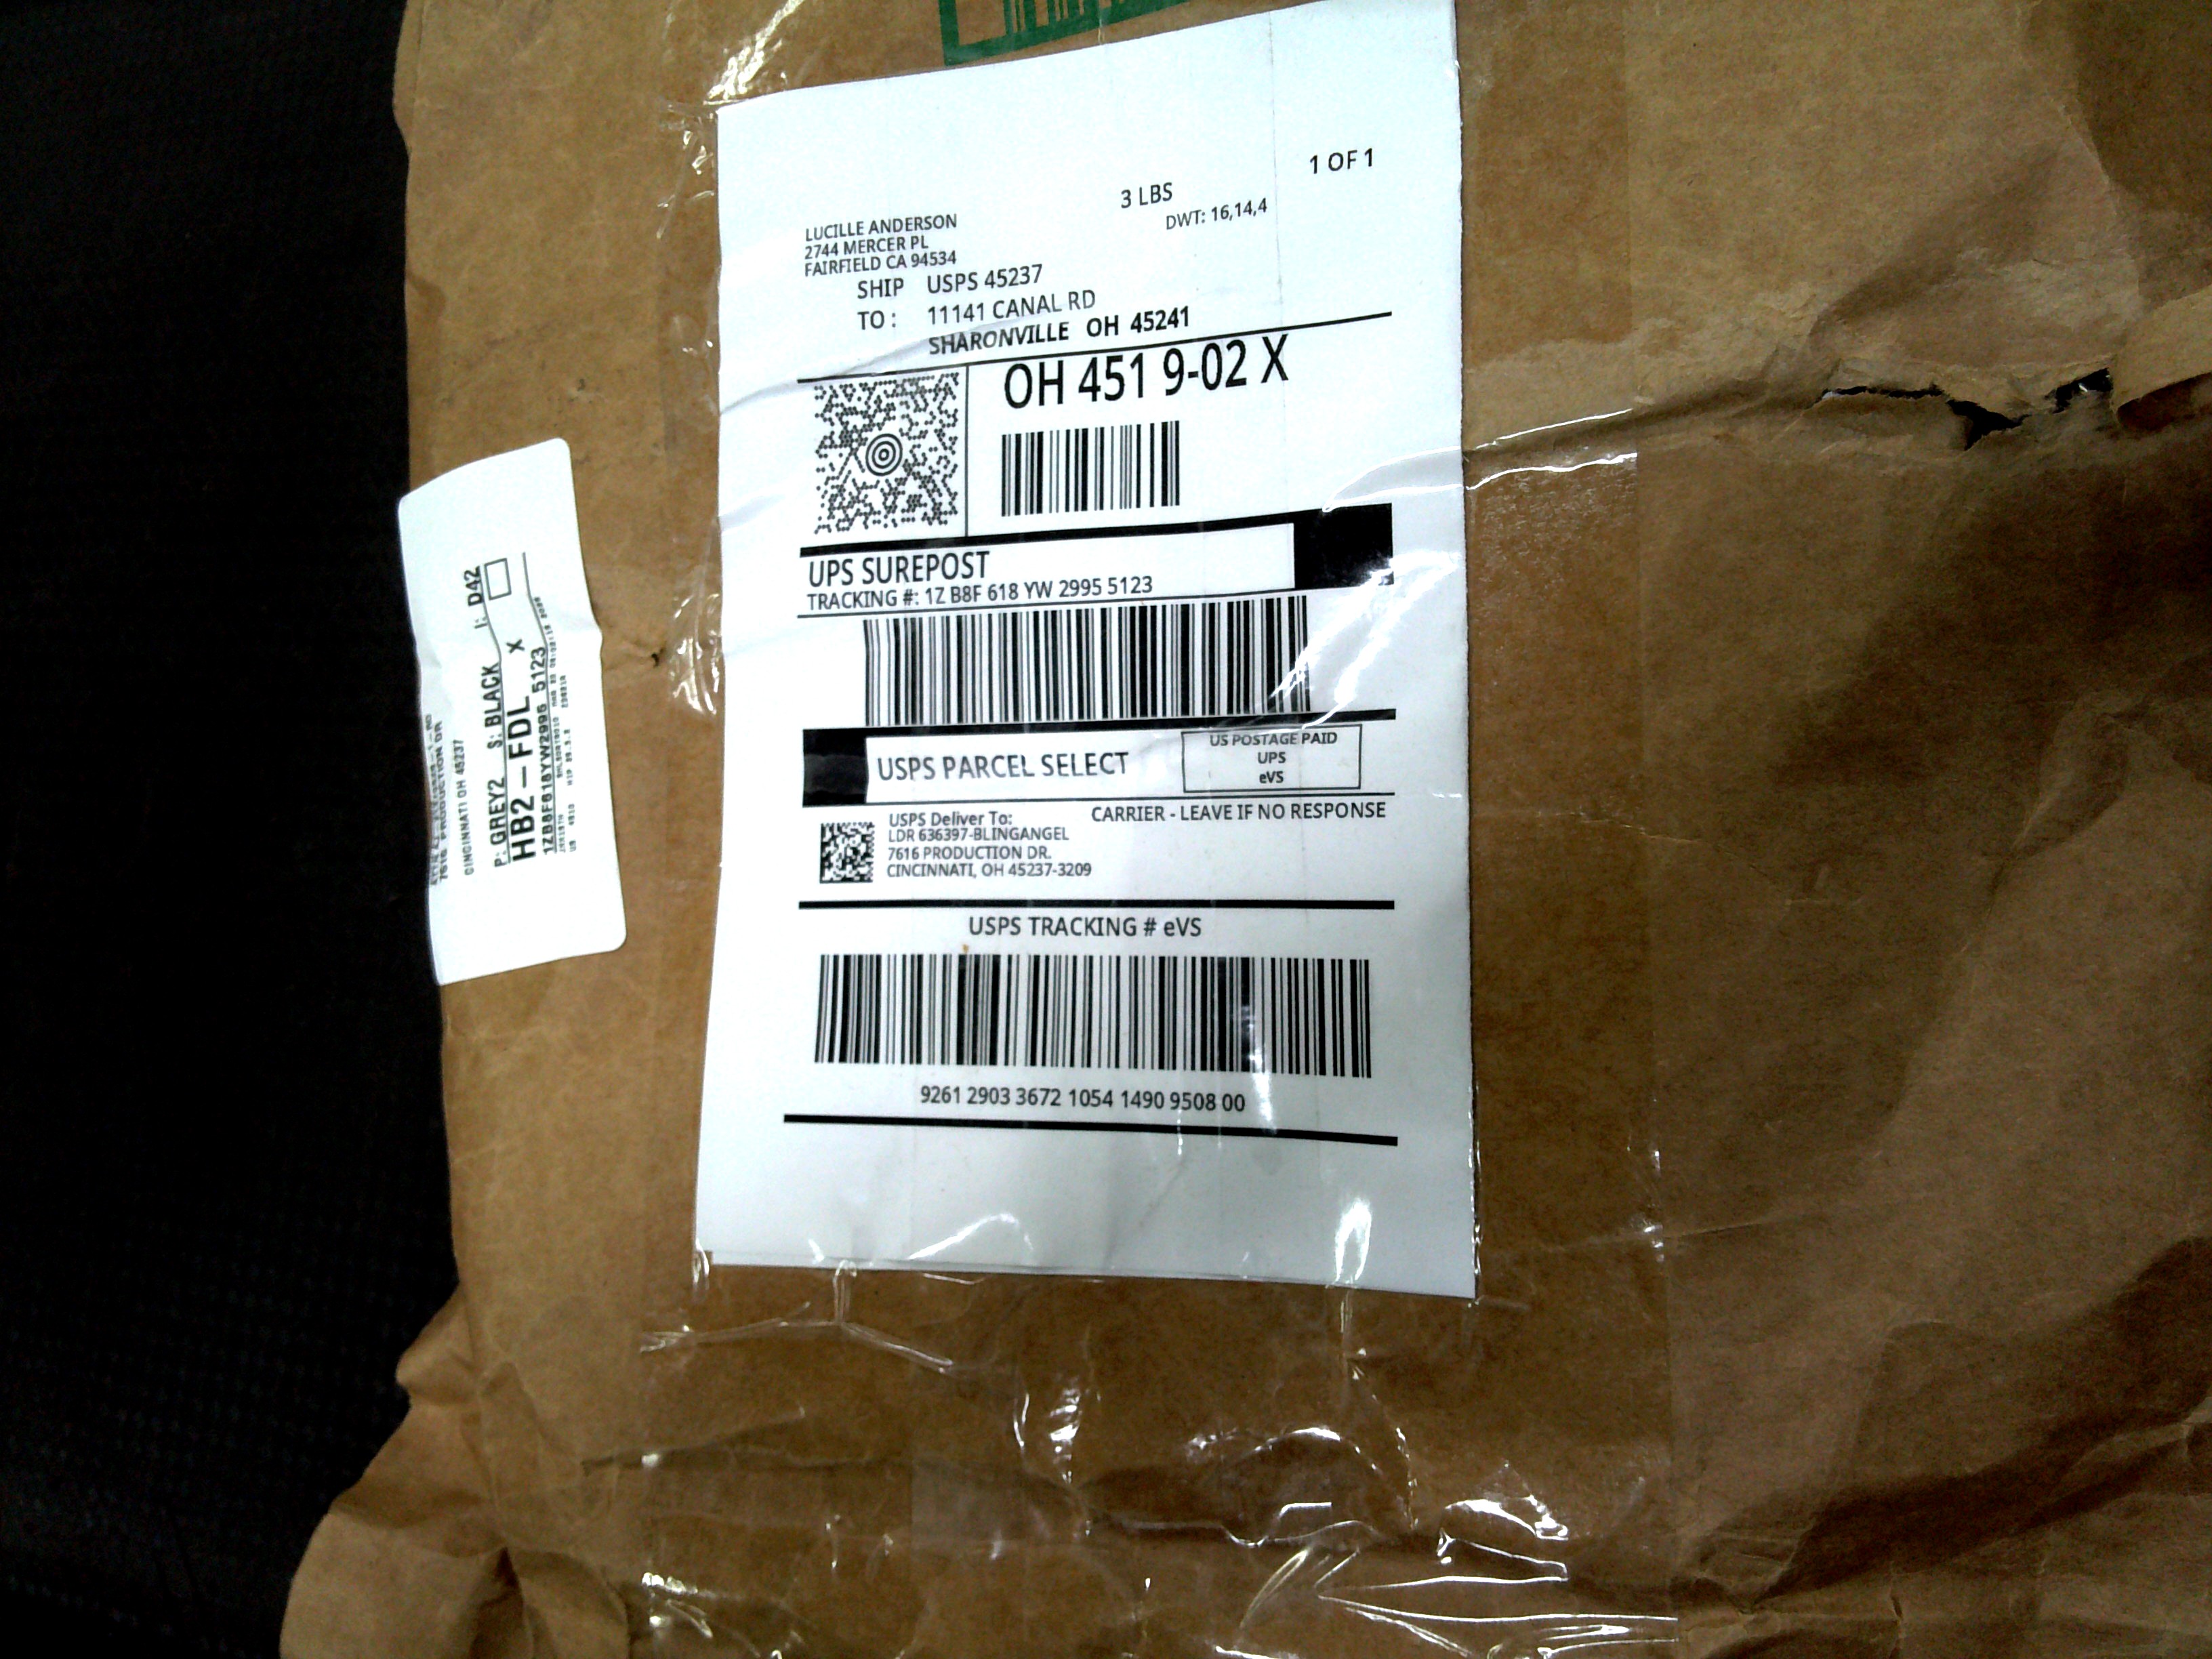 1 OF 1
3 LBS
DWT: 16,14,4
LUCILLE ANDERSON
2744 MERCER PL
FAIRFIELD CA 94534
SHIP USPS 45237
TO : 11141 CANAL RD
SHARONVILLE OH 45241
OH 451 9-02 X
UPS SUREPOST
TRACKING #: 1Z B8F 618 YW 2995 5123
USPS PARCEL SELECT
US POSTAGE PAID
UPS
eVS
CARRIER - LEAVE IF NO RESPONSE
USPS Deliver To:
LDR 636397-BLINGANGEL
7616 PRODUCTION DR.
CINCINNATI, OH 45237-3209
USPS TRACKING # eVS
9261 2903 3672 1054 1490 9508 00
7616 PRODUCTION DR
CINCINNATI OH 45237
P: GREY2 S: BLACK I: D42
HB2-FDL X
1ZB8F618YW2995 5123